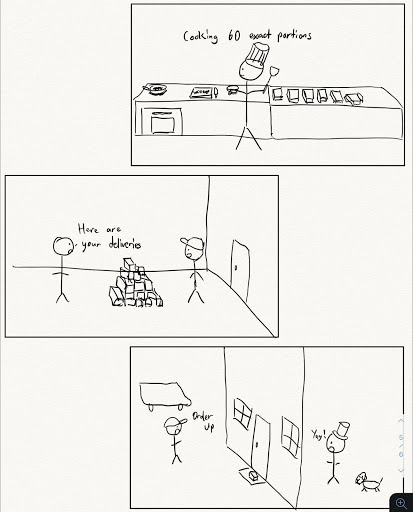 Cooking 60 exact portions
Here are
your deliveries
Order
up
Yay!